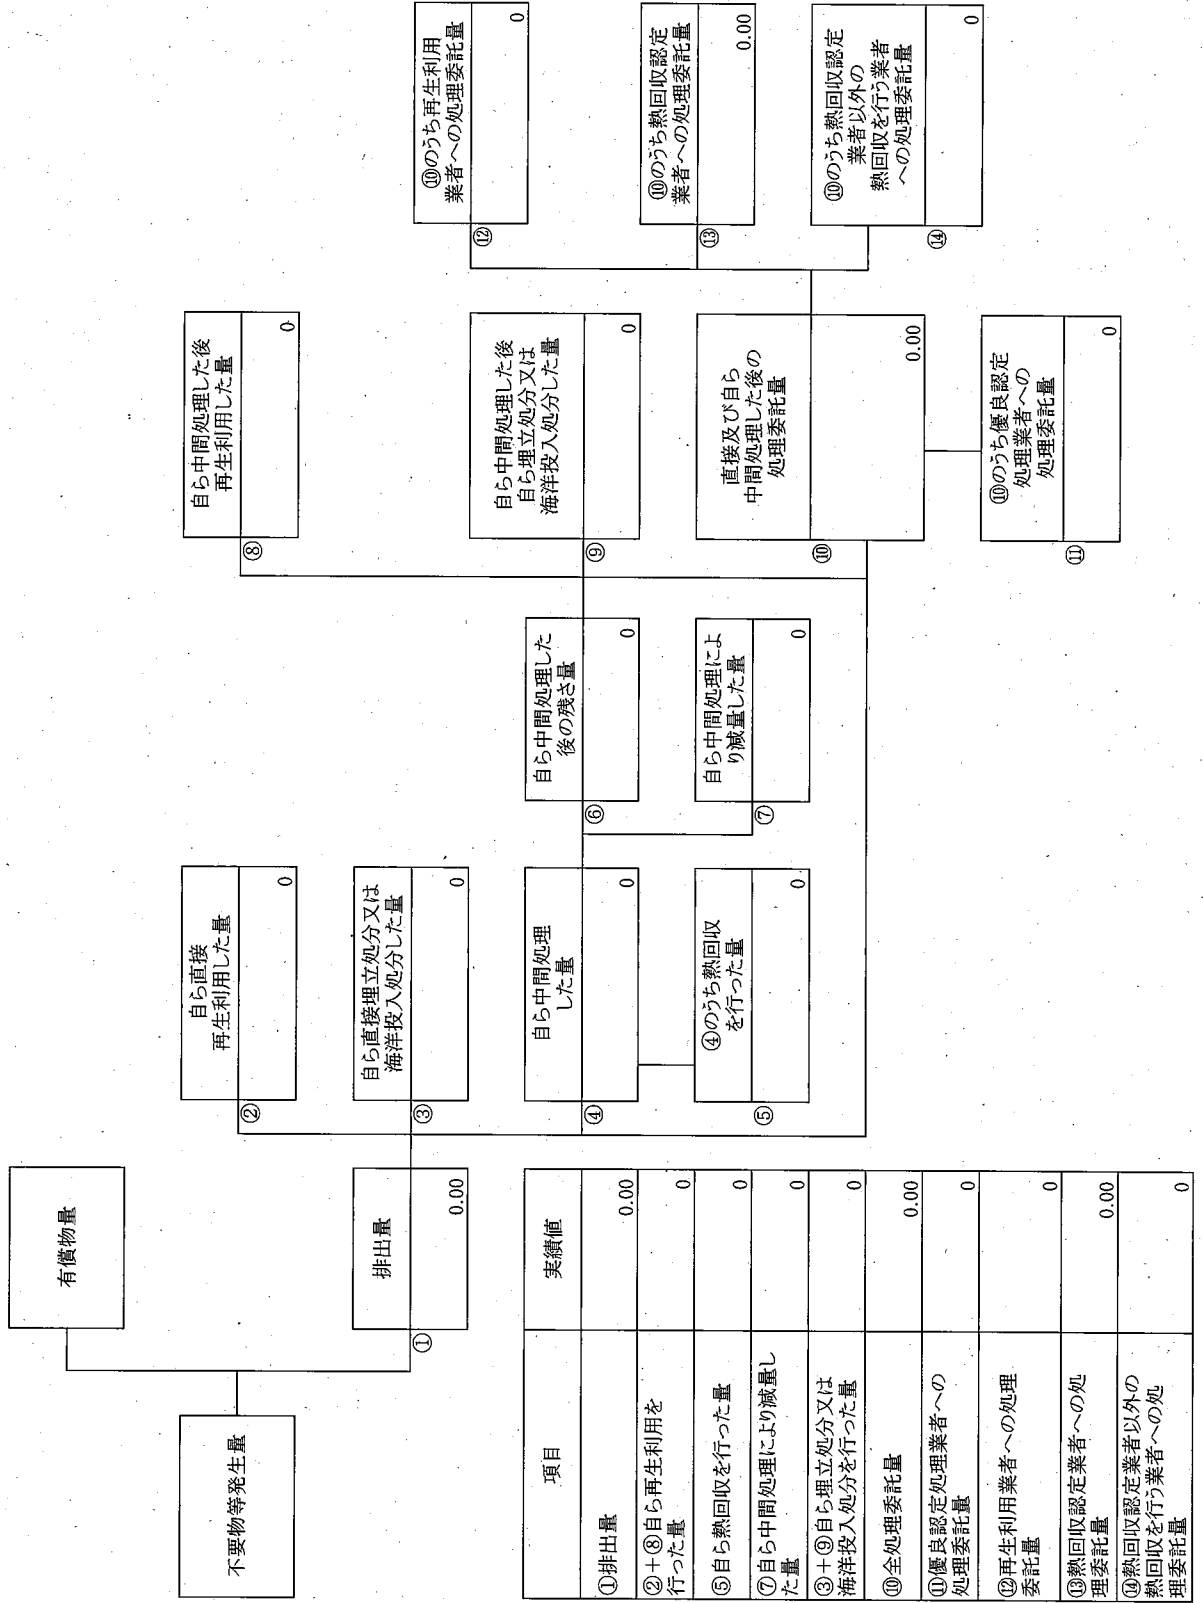 不要物等発生量
有償物量
排出量
①
0.00
自ら直接
再生利用した量
②
0
自ら直接埋立処分又は
海洋投入処分した量
③
0
自ら中間処理
した量
④
0
④のうち熱回収
を行った量
⑤
0
自ら中間処理した
後の残さ量
⑥
0
自ら中間処理によ
り減量した量
⑦
0
自ら中間処理した後
再生利用した量
⑧
0
自ら中間処理した後
自ら埋立処分又は
海洋投入処分した量
⑨
0
直接及び自ら
中間処理した後の
処理委託量
⑩
0.00
⑩のうち優良認定
処理業者への
処理委託量
⑪
0
⑩のうち再生利用
業者への処理委託量
⑫
0
⑩のうち熱回収認定
業者への処理委託量
⑬
0.00
⑩のうち熱回収認定
業者以外の
熱回収を行う業者
への処理委託量
⑭
0
項目 実績値
①排出量 0.00
②+⑧自ら再生利用を
行った量 0
⑤自ら熱回収を行った量 0
⑦自ら中間処理により減量し
た量 0
③+⑨自ら埋立処分又は
海洋投入処分を行った量 0
⑩全処理委託量 0.00
⑪優良認定処理業者への
処理委託量 0
⑫再生利用業者への処理
委託量 0
⑬熱回収認定業者への処
理委託量 0.00
⑭熱回収認定業者以外の
熱回収を行う業者への処
理委託量 0